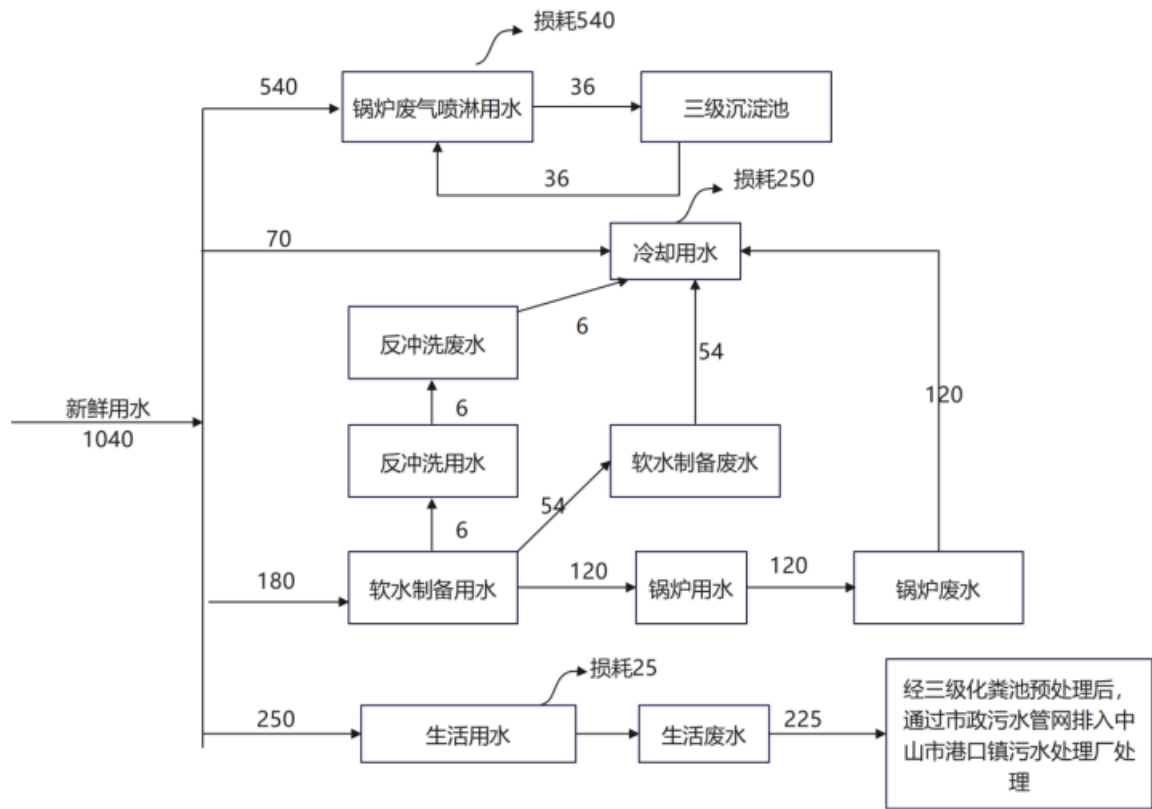 损耗540
540
锅炉废气喷淋用水
36
三级沉淀池
36
损耗250
70
冷却用水
6
反冲洗废水
54
120
6
新鲜用水
1040
反冲洗用水
软水制备废水
6
54
180
软水制备用水
120
锅炉用水
120
锅炉废水
损耗25
250
生活用水
生活废水
225
经三级化粪池预处理后，
通过市政污水管网排入中
山市港口镇污水处理厂处
理